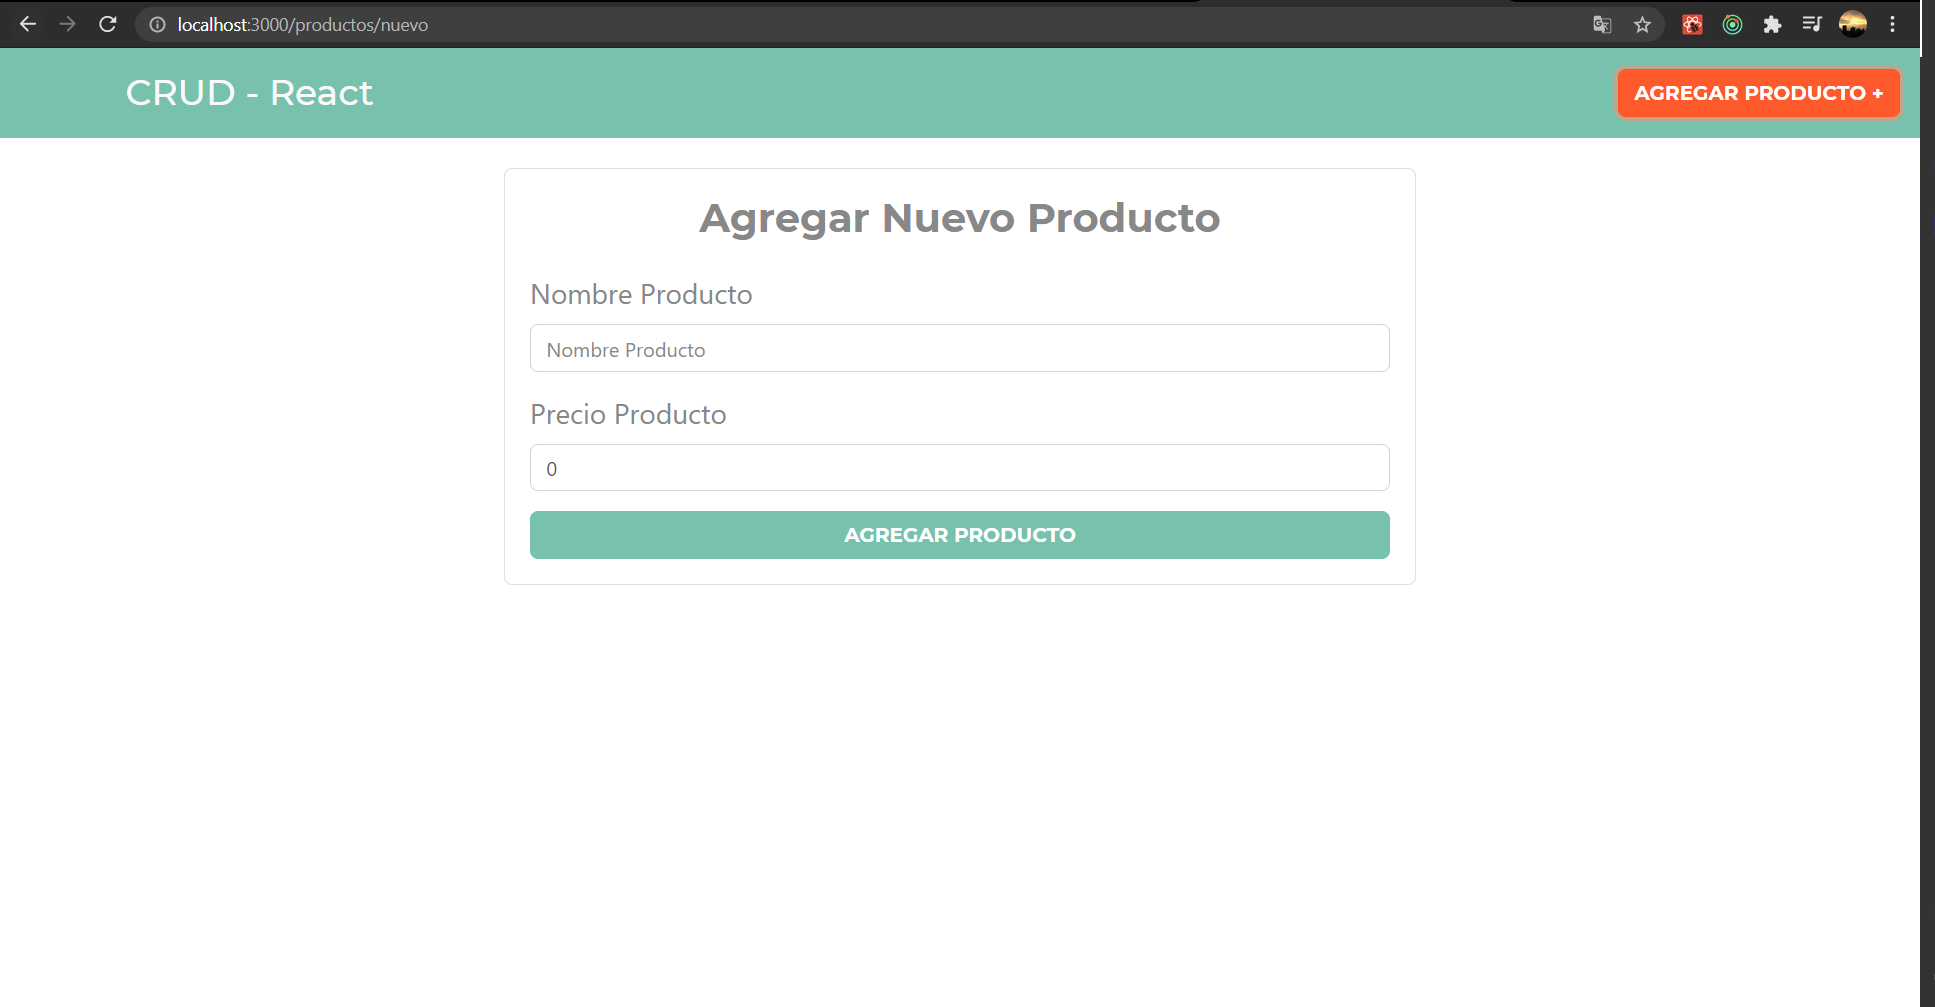 localhost:3000/productos/nuevo
CRUD - React
AGREGAR PRODUCTO +
Agregar Nuevo Producto
Nombre Producto
Nombre Producto
Precio Producto
0
AGREGAR PRODUCTO